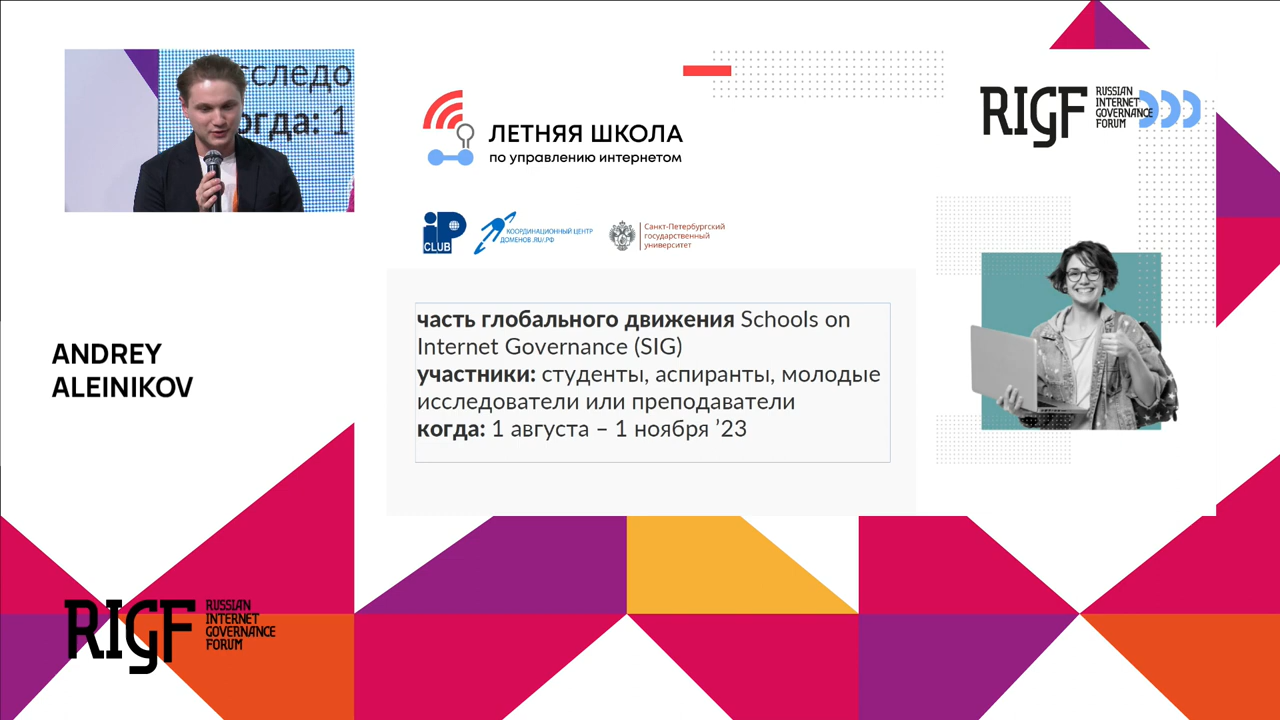 сследо
огда: 1
ЛЕТНЯЯ ШКОЛА
по управлению интернетом
RIGF
RUSSIAN
INTERNET
GOVERNANCE
FORUM
iP
CLUB
КООРДИНАЦИОННЫЙ ЦЕНТР
ДОМЕНОВ .RU/.РФ
Санкт-Петербургский
государственный
университет
часть глобального движения Schools on
Internet Governance (SIG)
участники: студенты, аспиранты, молодые
исследователи или преподаватели
когда: 1 августа – 1 ноября ’23
ANDREY
ALEINIKOV
RIGF
RUSSIAN
INTERNET
GOVERNANCE
FORUM